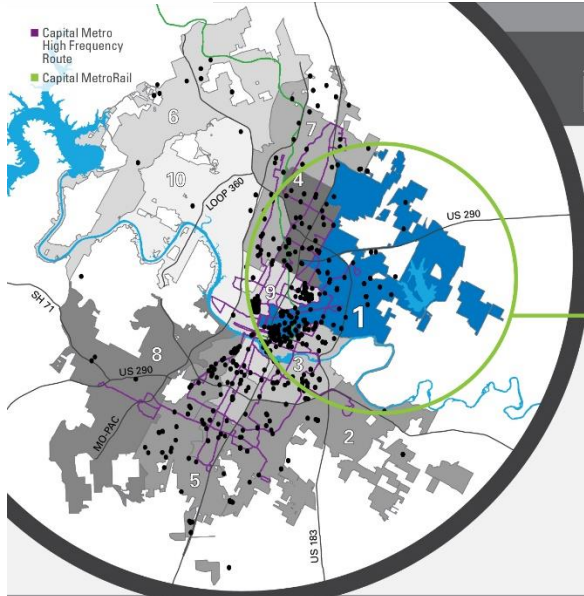 Capital Metro
High Frequency
Route
Capital MetroRail
6
7
10
4
LOOP 360
US 290
9
1
SH 71
8
3
US 290
MO-PAC
2
5
US 183